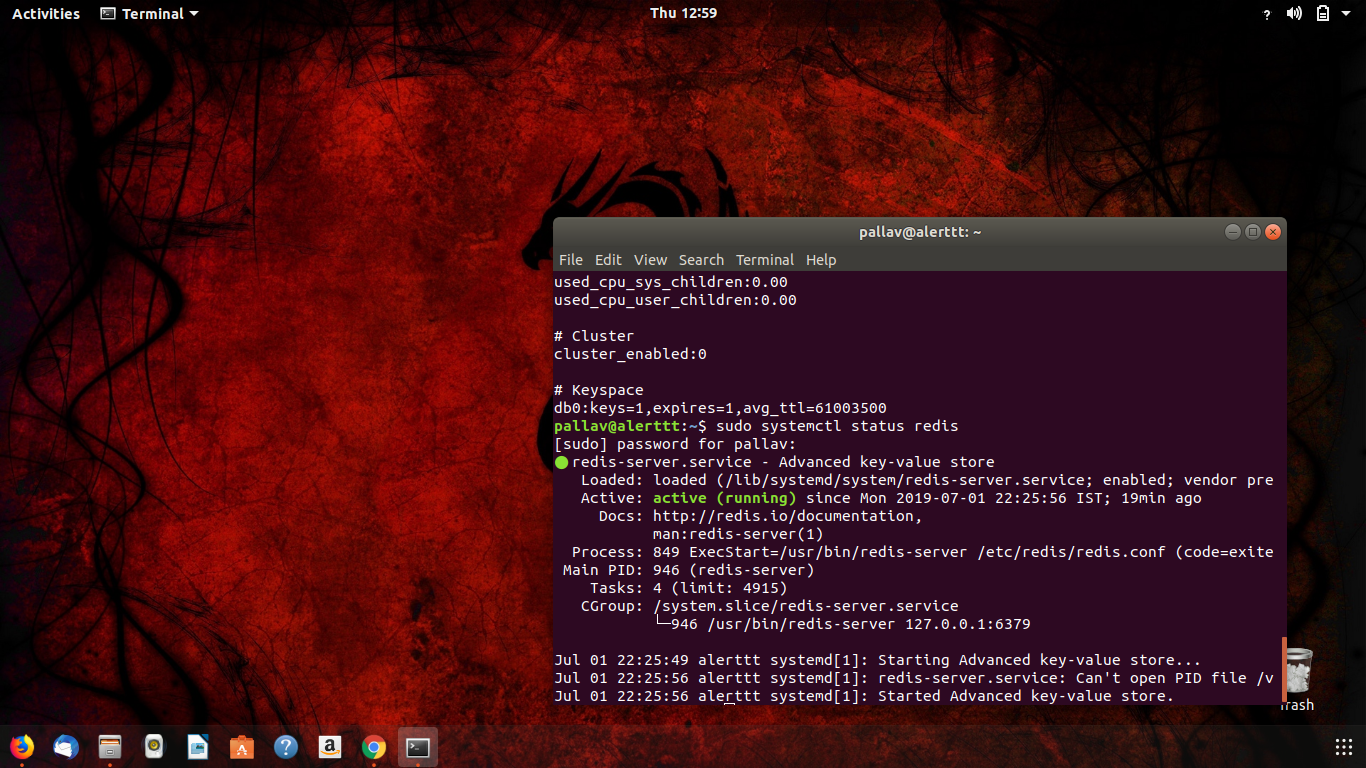 Activities
Terminal
Thu 12:59
?
pallav@alerttt: ~
File Edit View Search Terminal Help
used_cpu_sys_children:0.00
used_cpu_user_children:0.00
# Cluster
cluster_enabled:0
# Keyspace
db0:keys=1,expires=1,avg_ttl=61003500
pallav@alerttt:~$ sudo systemctl status redis
[sudo] password for pallav:
redis-server.service - Advanced key-value store
Loaded: loaded (/lib/systemd/system/redis-server.service; enabled; vendor pre
Active: active (running) since Mon 2019-07-01 22:25:56 IST; 19min ago
Docs: http://redis.io/documentation,
man:redis-server(1)
Process: 849 ExecStart=/usr/bin/redis-server /etc/redis/redis.conf (code=exite
Main PID: 946 (redis-server)
Tasks: 4 (limit: 4915)
CGroup: /system.slice/redis-server.service
└─946 /usr/bin/redis-server 127.0.0.1:6379
Jul 01 22:25:49 alerttt systemd[1]: Starting Advanced key-value store...
Jul 01 22:25:56 alerttt systemd[1]: redis-server.service: Can't open PID file /v
Jul 01 22:25:56 alerttt systemd[1]: Started Advanced key-value store.
Trash